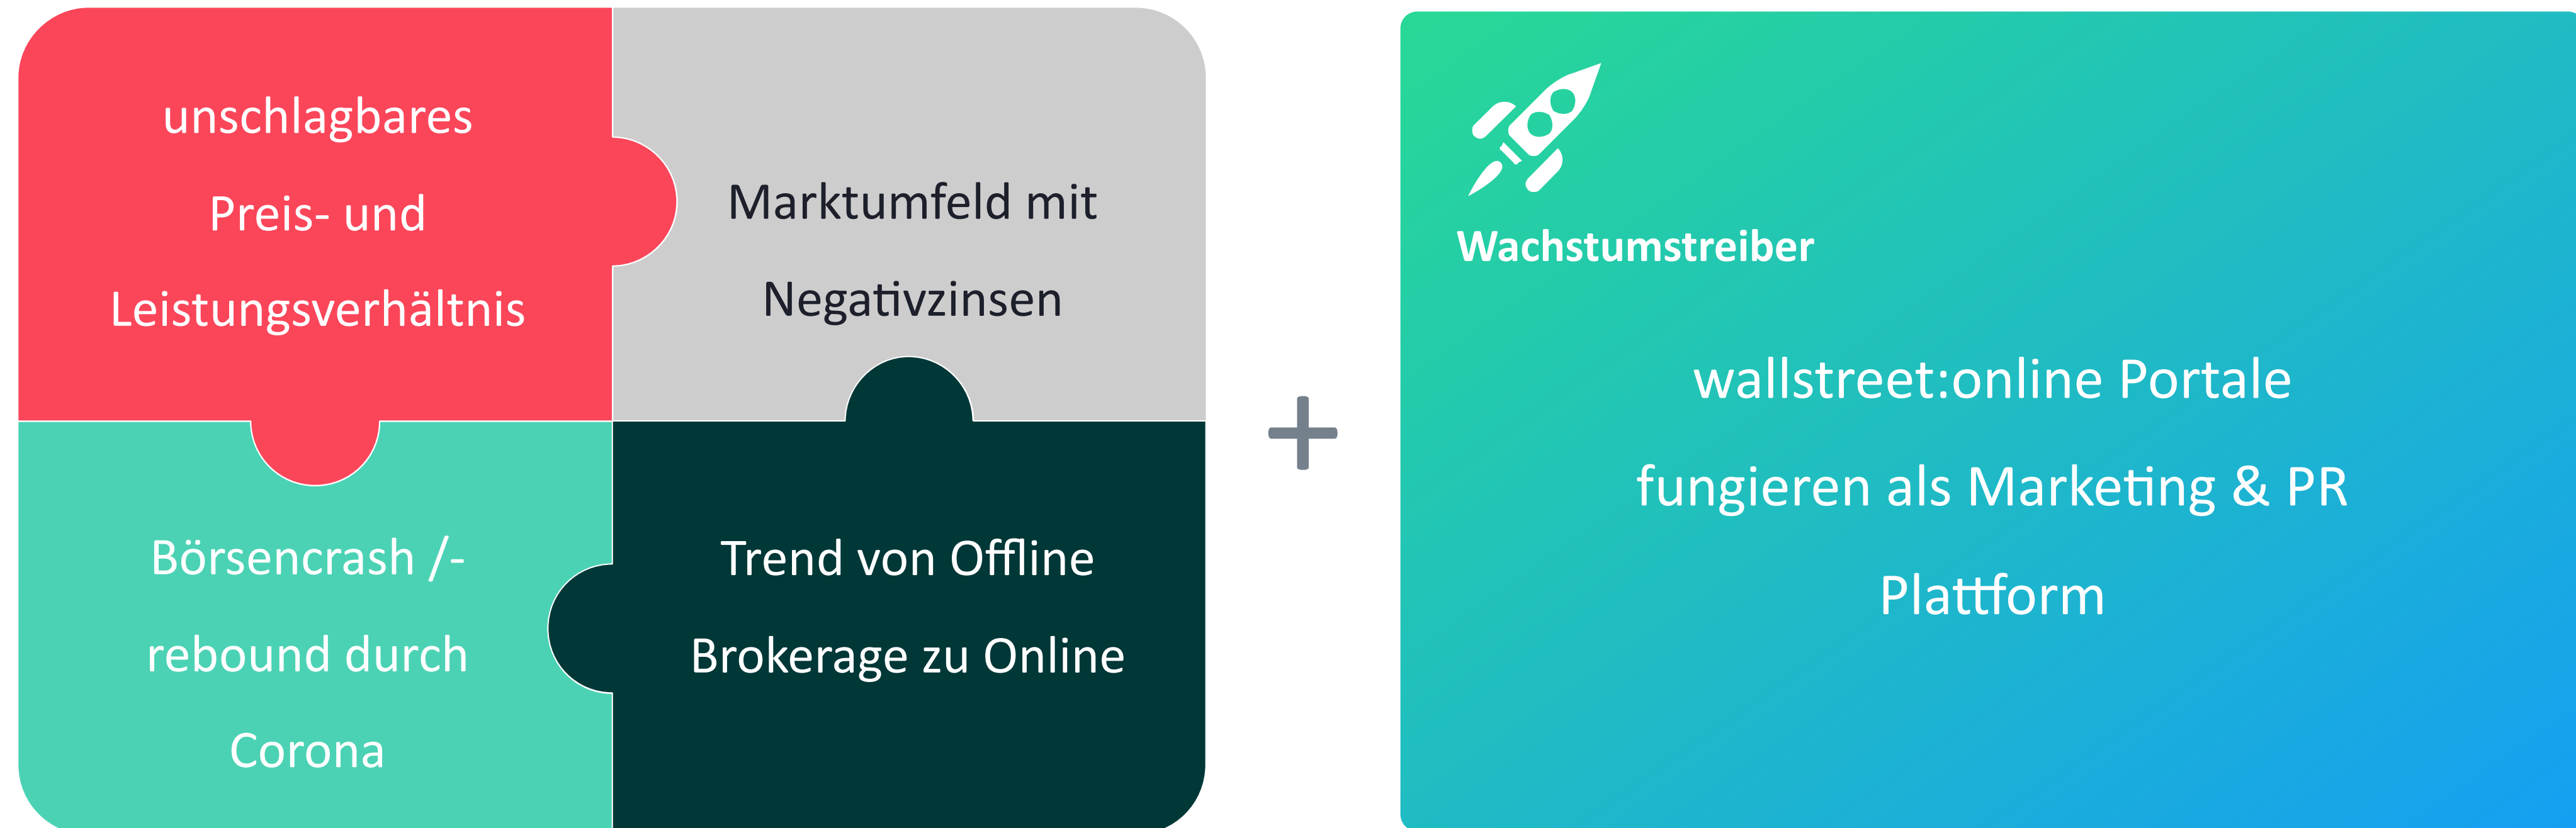 unschlagbares
Preis- und
Leistungsverhältnis
Marktumfeld mit
Negativzinsen
Börsencrash /-
rebound durch
Corona
Trend von Offline
Brokerage zu Online
+
Wachstumstreiber
wallstreet:online Portale
fungieren als Marketing & PR
Plattform